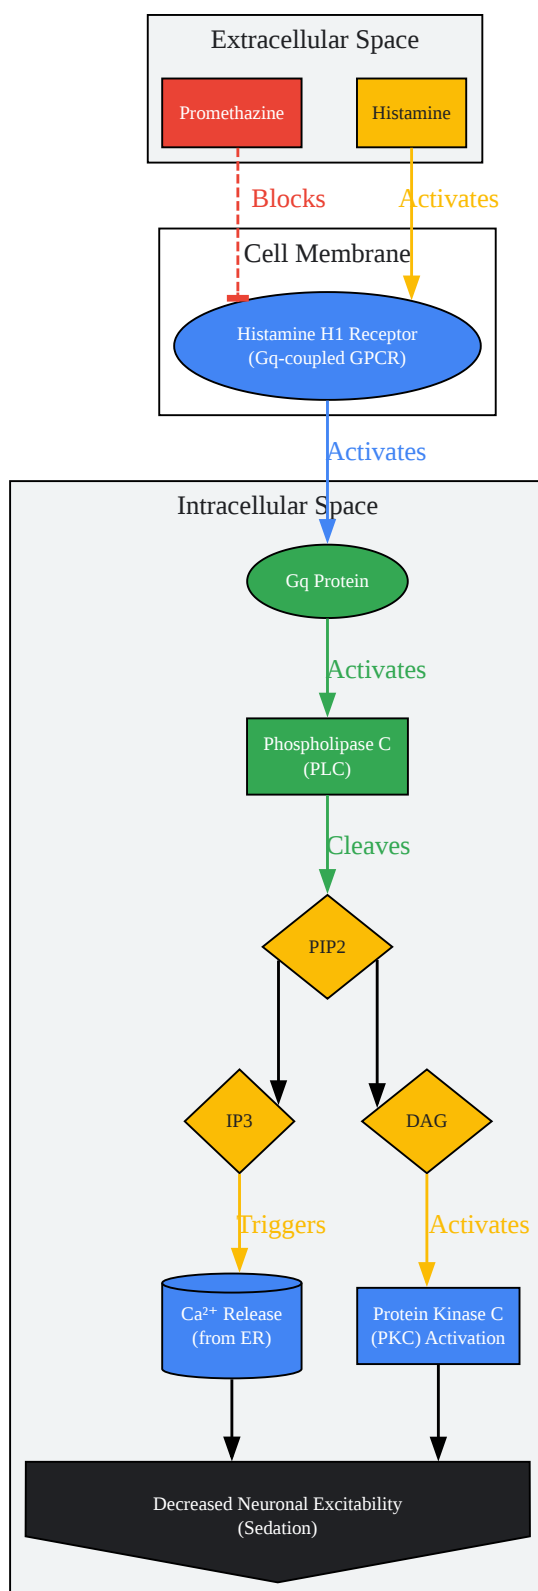 Extracellular Space
Promethazine
Histamine
Blocks
Activates
Cell Membrane
Histamine H1 Receptor
(Gq-coupled GPCR)
Activates
Intracellular Space
Gq Protein
Activates
Phospholipase C
(PLC)
Cleaves
PIP2
IP3
DAG
Triggers
Activates
Ca²⁺ Release
(from ER)
Protein Kinase C
(PKC) Activation
Decreased Neuronal Excitability
(Sedation)